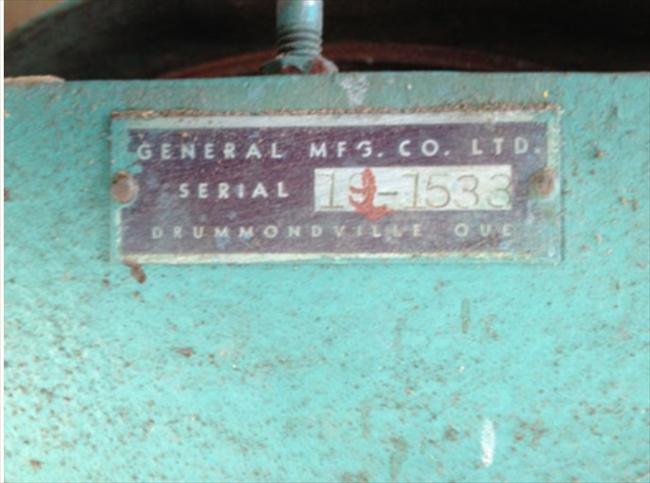 GENERAL MFG. CO. LTD.
SERIAL 19-1533
DRUMMONDVILLE QUE